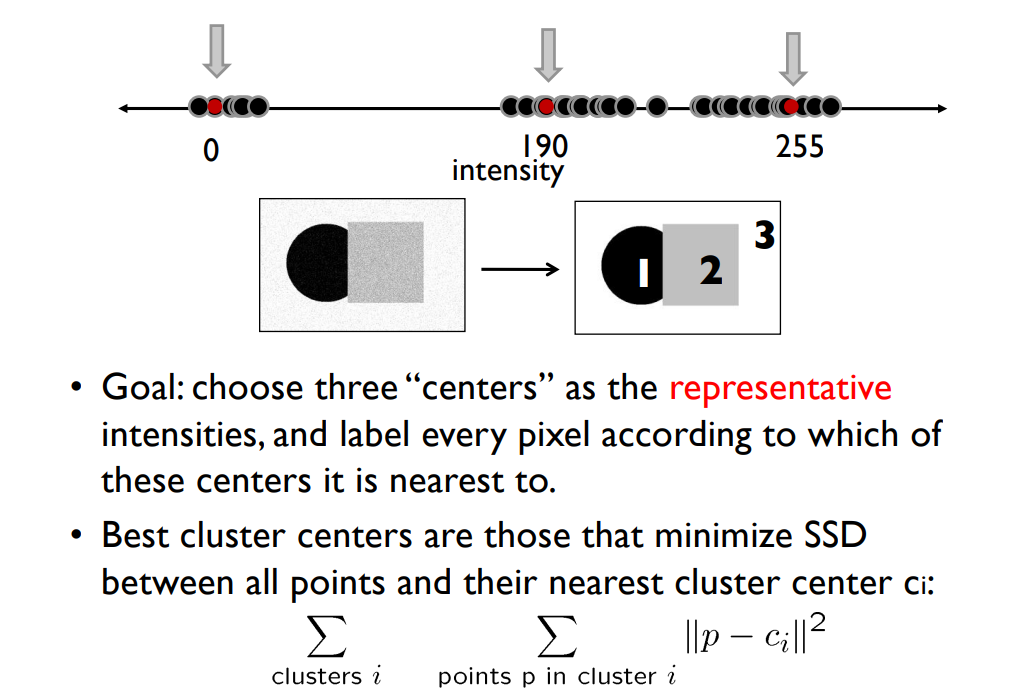 0
190
255
intensity
1
2
3
• Goal: choose three “centers” as the representative
intensities, and label every pixel according to which of
these centers it is nearest to.
• Best cluster centers are those that minimize SSD
between all points and their nearest cluster center ci:
∑ ∑ ||p − ci||²
clusters i points p in cluster i